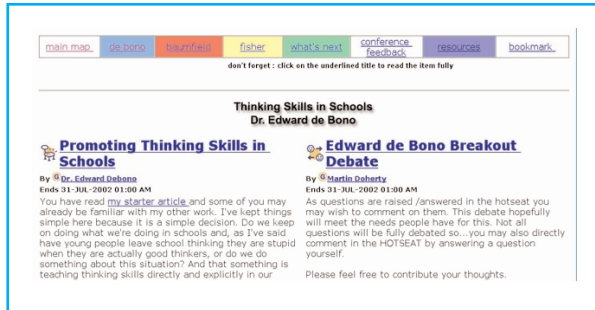 main map
de bono
baumfield
fisher
what's next
conference
feedback
resources
bookmark
don't forget : click on the underlined title to read the item fully
Thinking Skills in Schools
Dr. Edward de Bono
Promoting Thinking Skills in
Schools
By Dr. Edward Debono
Ends 31-JUL-2002 01:00 AM
You have read my starter article and some of you may
already be familiar with my other work. I've kept things
simple here because it is a simple decision. Do we keep
on doing what we're doing in schools and, as I've said
have young people leave school thinking they are stupid
when they are actually good thinkers, or do we do
something about this situation? And that something is
teaching thinking skills directly and explicitly in our
Edward de Bono Breakout
Debate
By Martin Doherty
Ends 31-JUL-2002 01:00 AM
As questions are raised /answered in the hotseat you
may wish to comment on them. This debate hopefully
will meet the needs people have for this. Not all
questions will be fully debated so...you may also directly
comment in the HOTSEAT by answering a question
yourself.
Please feel free to contribute your thoughts.